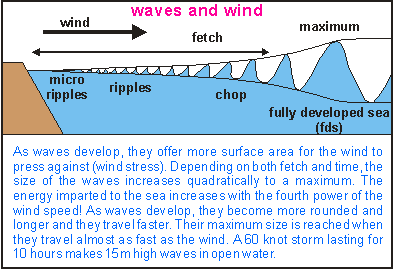 waves and wind
wind
maximum
fetch
micro
ripples
ripples
chop
fully developed sea
(fds)
As waves develop, they offer more surface area for the wind to
press against (wind stress). Depending on both fetch and time, the
size of the waves increases quadratically to a maximum. The
energy imparted to the sea increases with the fourth power of the
wind speed! As waves develop, they become more rounded and
longer and they travel faster. Their maximum size is reached when
they travel almost as fast as the wind. A 60 knot storm lasting for
10 hours makes 15m high waves in open water.